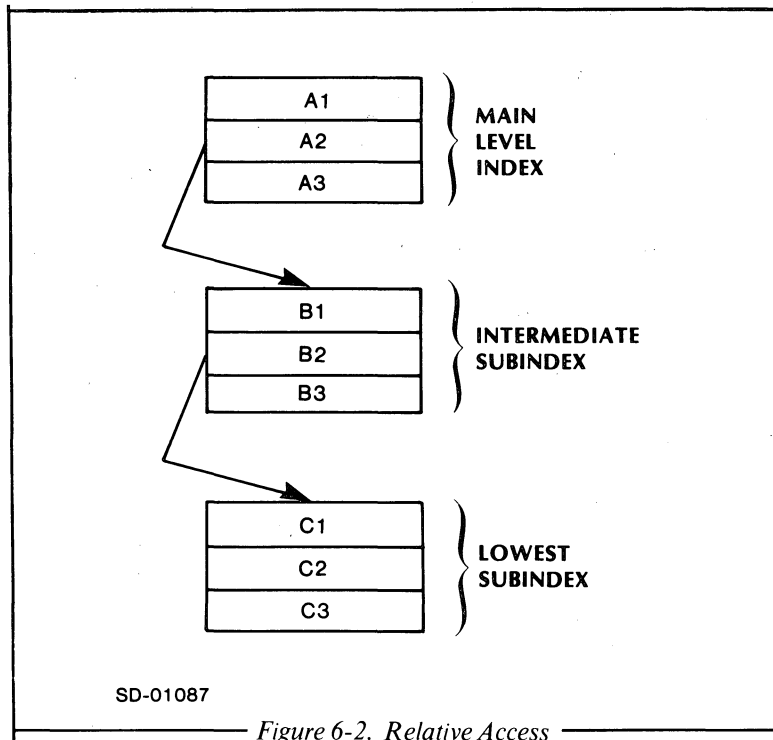 A1
A2
A3
MAIN
LEVEL
INDEX
B1
B2
B3
INTERMEDIATE
SUBINDEX
C1
C2
C3
LOWEST
SUBINDEX
SD-01087
Figure 6-2. Relative Access